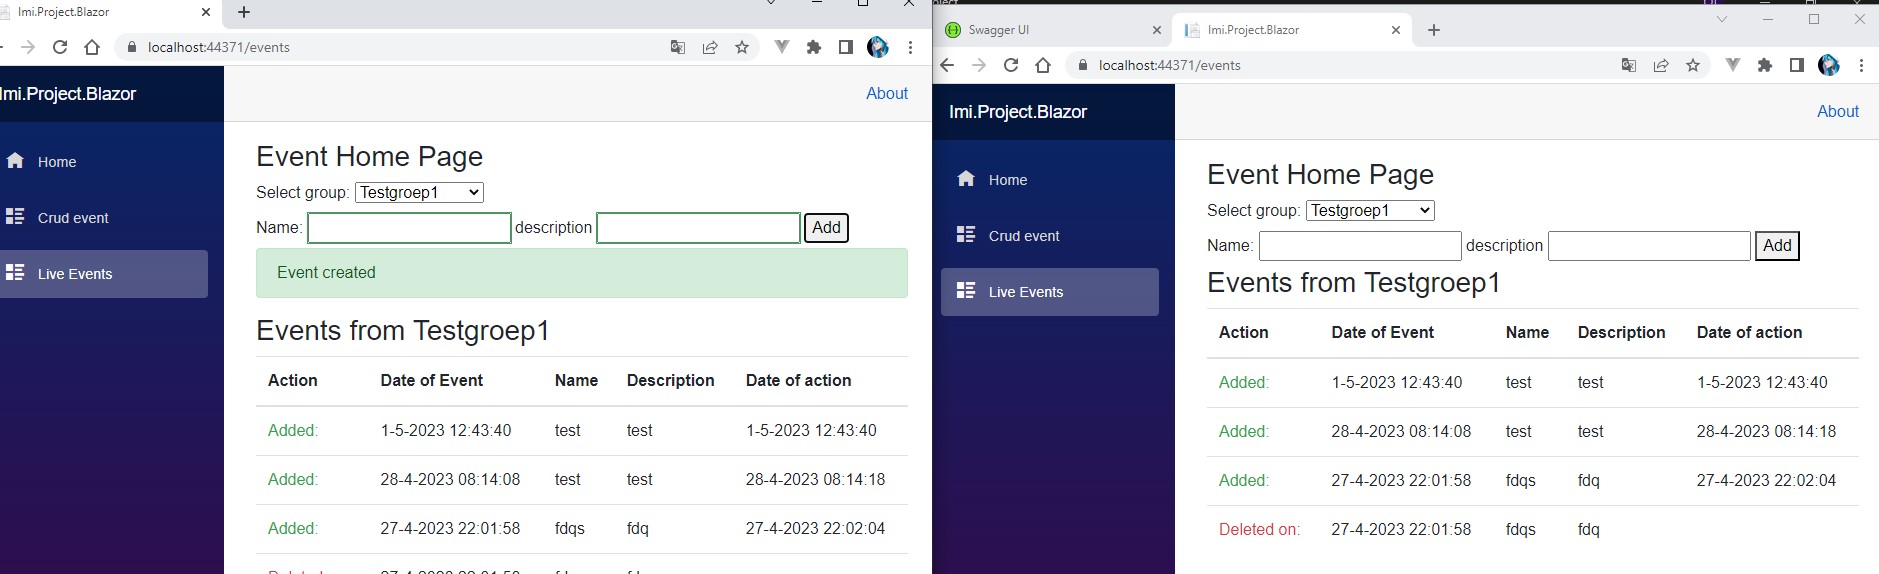 Imi.Project.Blazor
localhost:44371/events
Imi.Project.Blazor
About
Home
Crud event
Live Events
Event Home Page
Select group: Testgroep1
Name: description Add
Event created
Events from Testgroep1
Action Date of Event Name Description Date of action
Added: 1-5-2023 12:43:40 test test 1-5-2023 12:43:40
Added: 28-4-2023 08:14:08 test test 28-4-2023 08:14:18
Added: 27-4-2023 22:01:58 fdqs fdq 27-4-2023 22:02:04
Swagger UI
Imi.Project.Blazor
localhost:44371/events
Imi.Project.Blazor
About
Home
Crud event
Live Events
Event Home Page
Select group: Testgroep1
Name: description Add
Events from Testgroep1
Action Date of Event Name Description Date of action
Added: 1-5-2023 12:43:40 test test 1-5-2023 12:43:40
Added: 28-4-2023 08:14:08 test test 28-4-2023 08:14:18
Added: 27-4-2023 22:01:58 fdqs fdq 27-4-2023 22:02:04
Deleted on: 27-4-2023 22:01:58 fdqs fdq